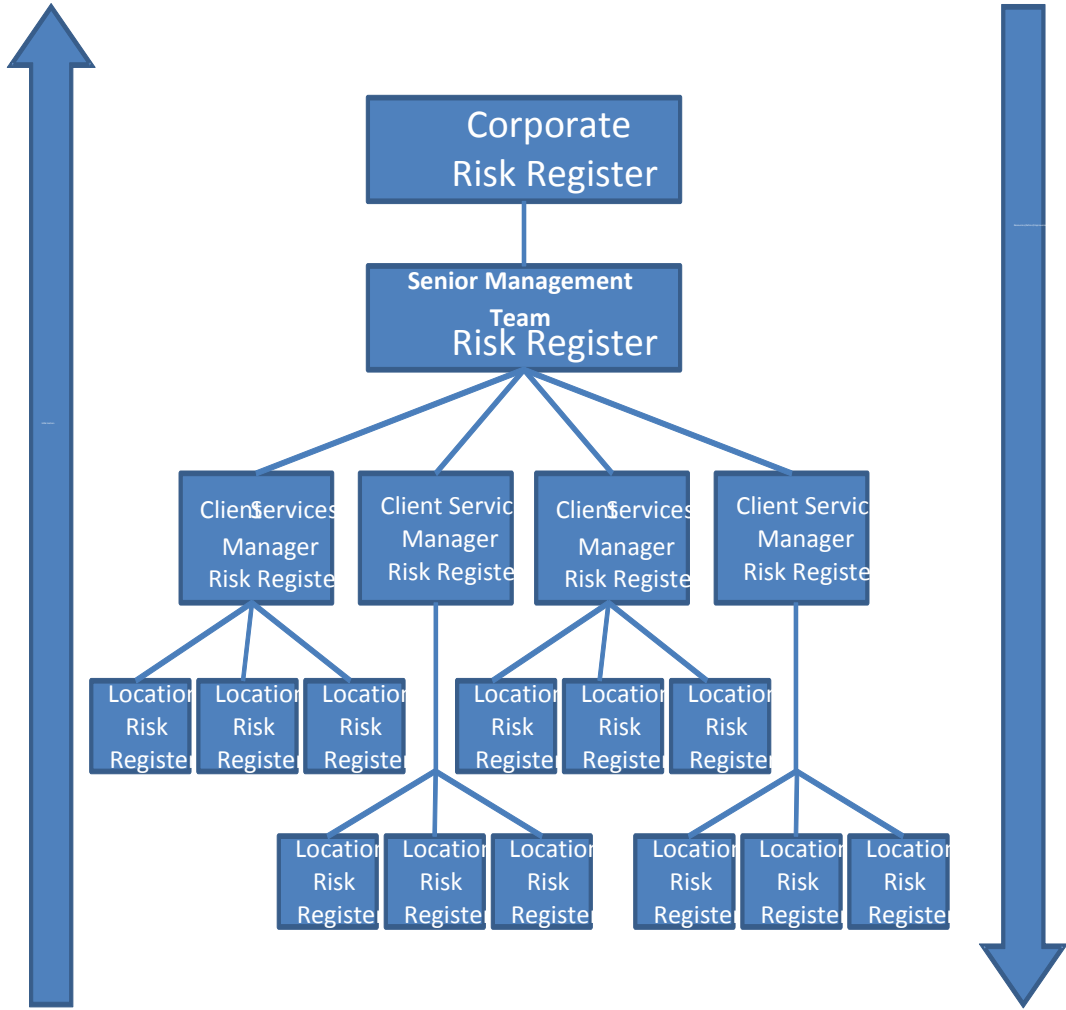 Corporate
Risk Register
Senior Management
Team
Risk Register
Client Services
Manager
Risk Register
Client Servic
Manager
Risk Registe
Client Services
Manager
Risk Register
Client Servic
Manager
Risk Registe
Location
Risk
Register
Location
Risk
Register
Location
Risk
Register
Location
Risk
Register
Location
Risk
Register
Location
Risk
Register
Location
Risk
Register
Location
Risk
Register
Location
Risk
Register
Location
Risk
Register
Location
Risk
Register
Location
Risk
Register